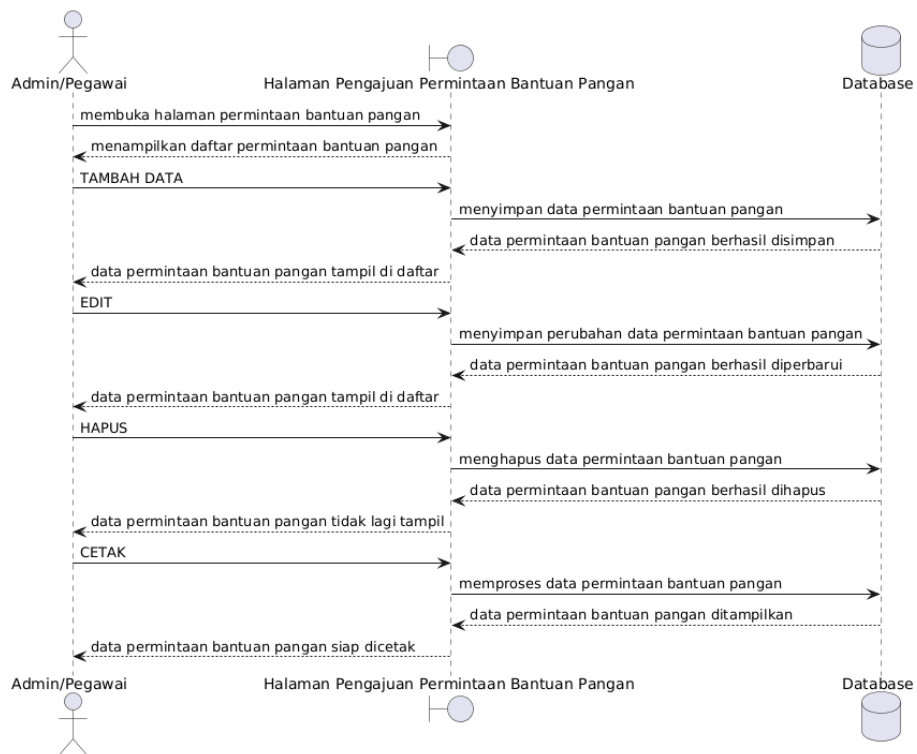 Admin/Pegawai
Halaman Pengajuan Permintaan Bantuan Pangan
Database
membuka halaman permintaan bantuan pangan
menampilkan daftar permintaan bantuan pangan
TAMBAH DATA
menyimpan data permintaan bantuan pangan
data permintaan bantuan pangan berhasil disimpan
data permintaan bantuan pangan tampil di daftar
EDIT
menyimpan perubahan data permintaan bantuan pangan
data permintaan bantuan pangan berhasil diperbarui
data permintaan bantuan pangan tampil di daftar
HAPUS
menghapus data permintaan bantuan pangan
data permintaan bantuan pangan berhasil dihapus
data permintaan bantuan pangan tidak lagi tampil
CETAK
memproses data permintaan bantuan pangan
data permintaan bantuan pangan ditampilkan
data permintaan bantuan pangan siap dicetak
Admin/Pegawai
Halaman Pengajuan Permintaan Bantuan Pangan
Database